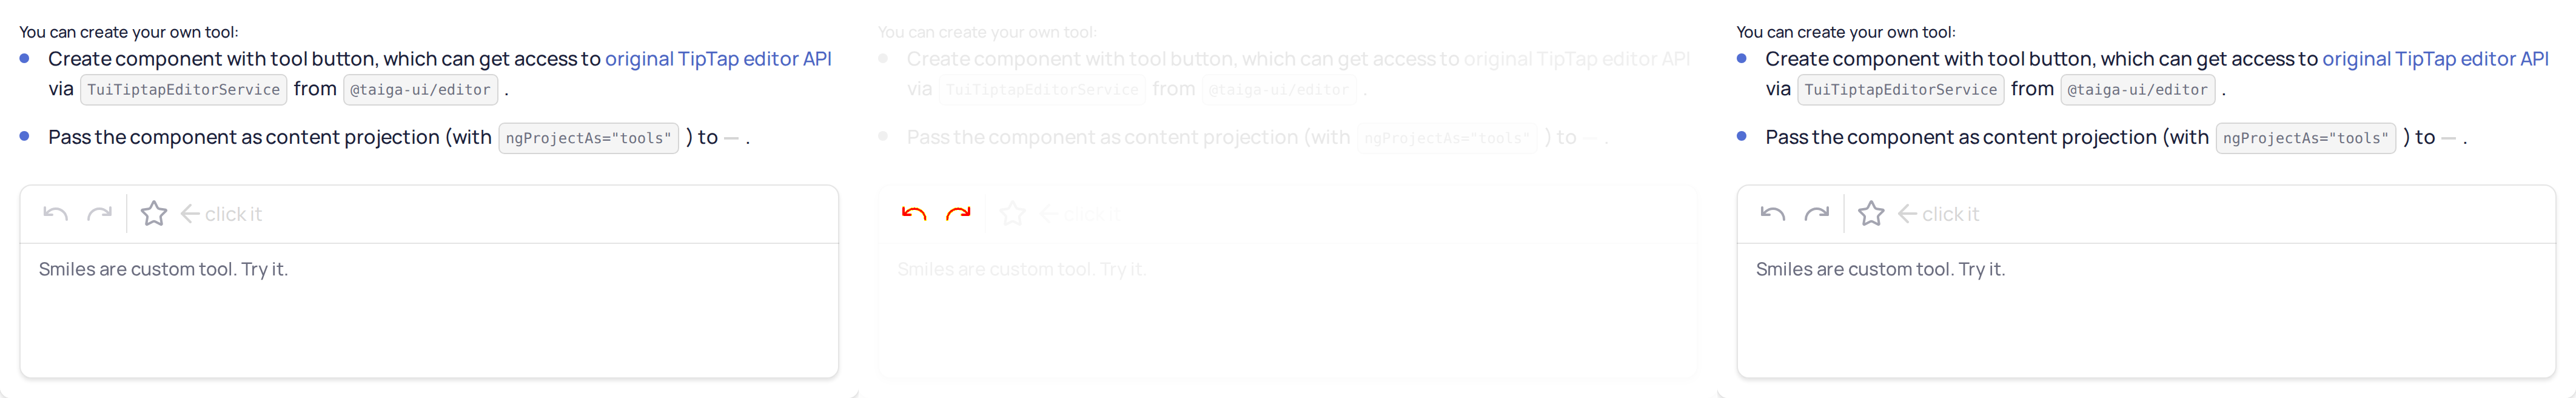 You can create your own tool:
Create component with tool button, which can get access to original TipTap editor API
via TuiTiptapEditorService from @taiga-ui/editor .
Pass the component as content projection (with ngProjectAs="tools" ) to — .
click it
Smiles are custom tool. Try it.
You can create your own tool:
Create component with tool button, which can get access to original TipTap editor API
via TuiTiptapEditorService from @taiga-ui/editor .
Pass the component as content projection (with ngProjectAs="tools" ) to — .
click it
Smiles are custom tool. Try it.
You can create your own tool:
Create component with tool button, which can get access to original TipTap editor API
via TuiTiptapEditorService from @taiga-ui/editor .
Pass the component as content projection (with ngProjectAs="tools" ) to — .
click it
Smiles are custom tool. Try it.